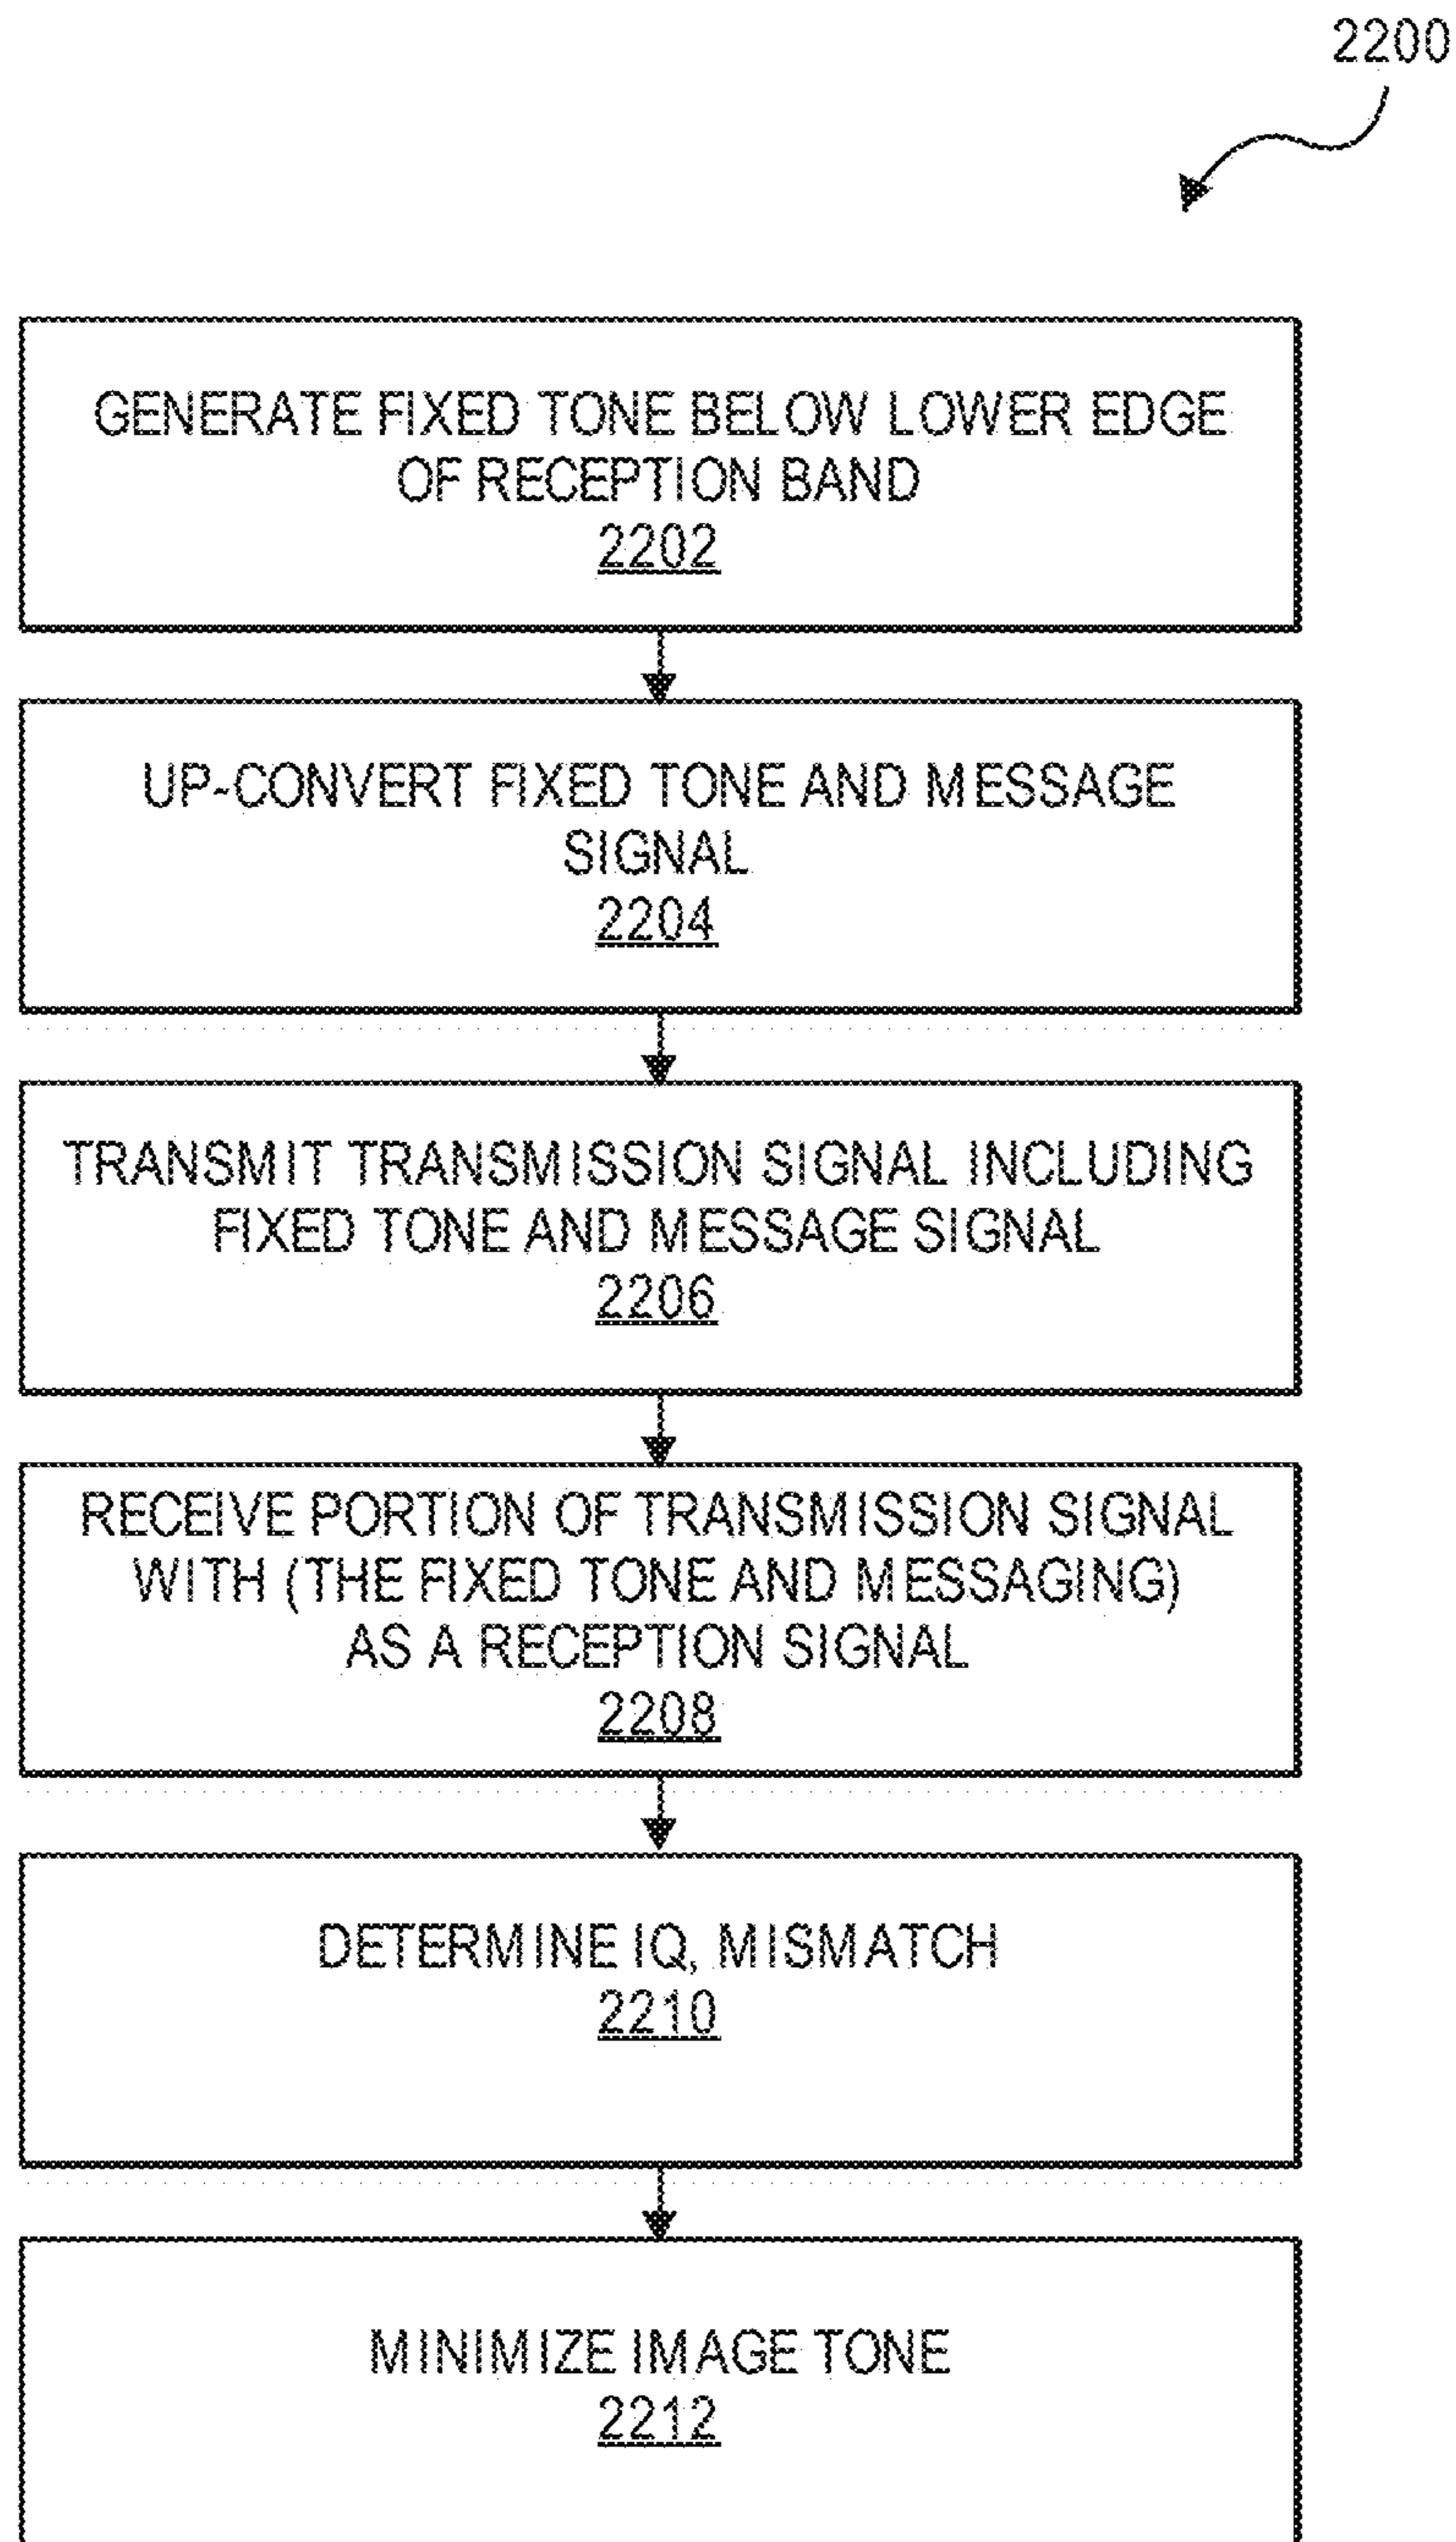 2200
GENERATE FIXED TONE BELOW LOWER EDGE
OF RECEPTION BAND
2202
UP-CONVERT FIXED TONE AND MESSAGE
SIGNAL
2204
TRANSMIT TRANSMISSION SIGNAL INCLUDING
FIXED TONE AND MESSAGE SIGNAL
2206
RECEIVE PORTION OF TRANSMISSION SIGNAL
WITH (THE FIXED TONE AND MESSAGING)
AS A RECEPTION SIGNAL
2208
DETERMINE IQ, MISMATCH
2210
MINIMIZE IMAGE TONE
2212